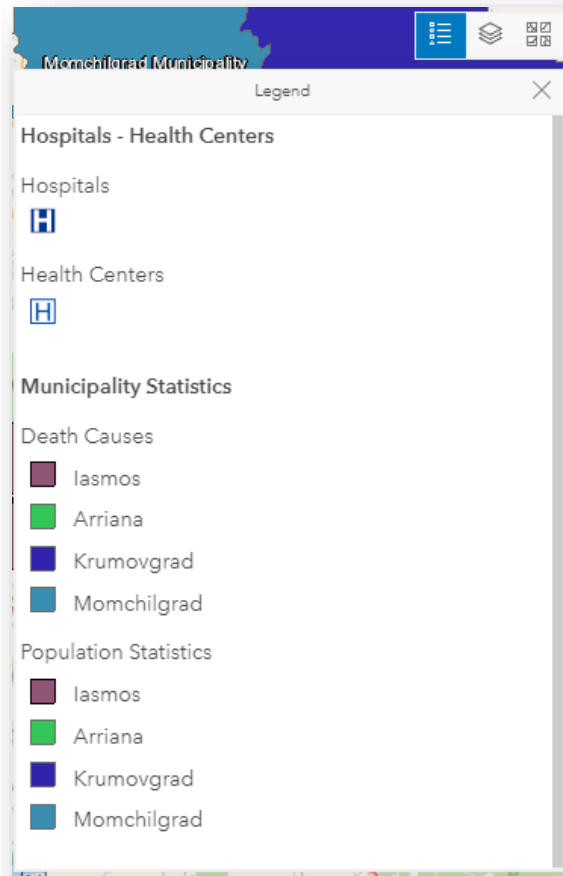 Momchilgrad Municipality
Legend
Hospitals - Health Centers
Hospitals
H
Health Centers
H
Municipality Statistics
Death Causes
Iasmos
Arriana
Krumovgrad
Momchilgrad
Population Statistics
Iasmos
Arriana
Krumovgrad
Momchilgrad